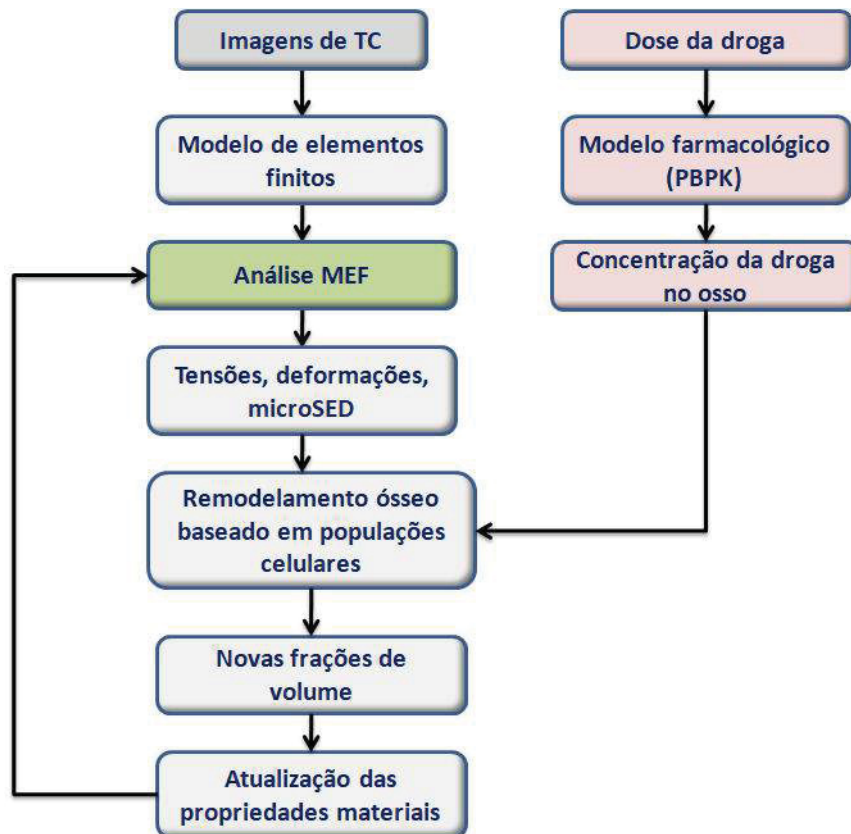 Imagens de TC
Modelo de elementos
finitos
Análise MEF
Tensões, deformações,
microSED
Remodelamento ósseo
baseado em populações
celulares
Novas frações de
volume
Atualização das
propriedades materiais
Dose da droga
Modelo farmacológico
(PBPK)
Concentração da droga
no osso